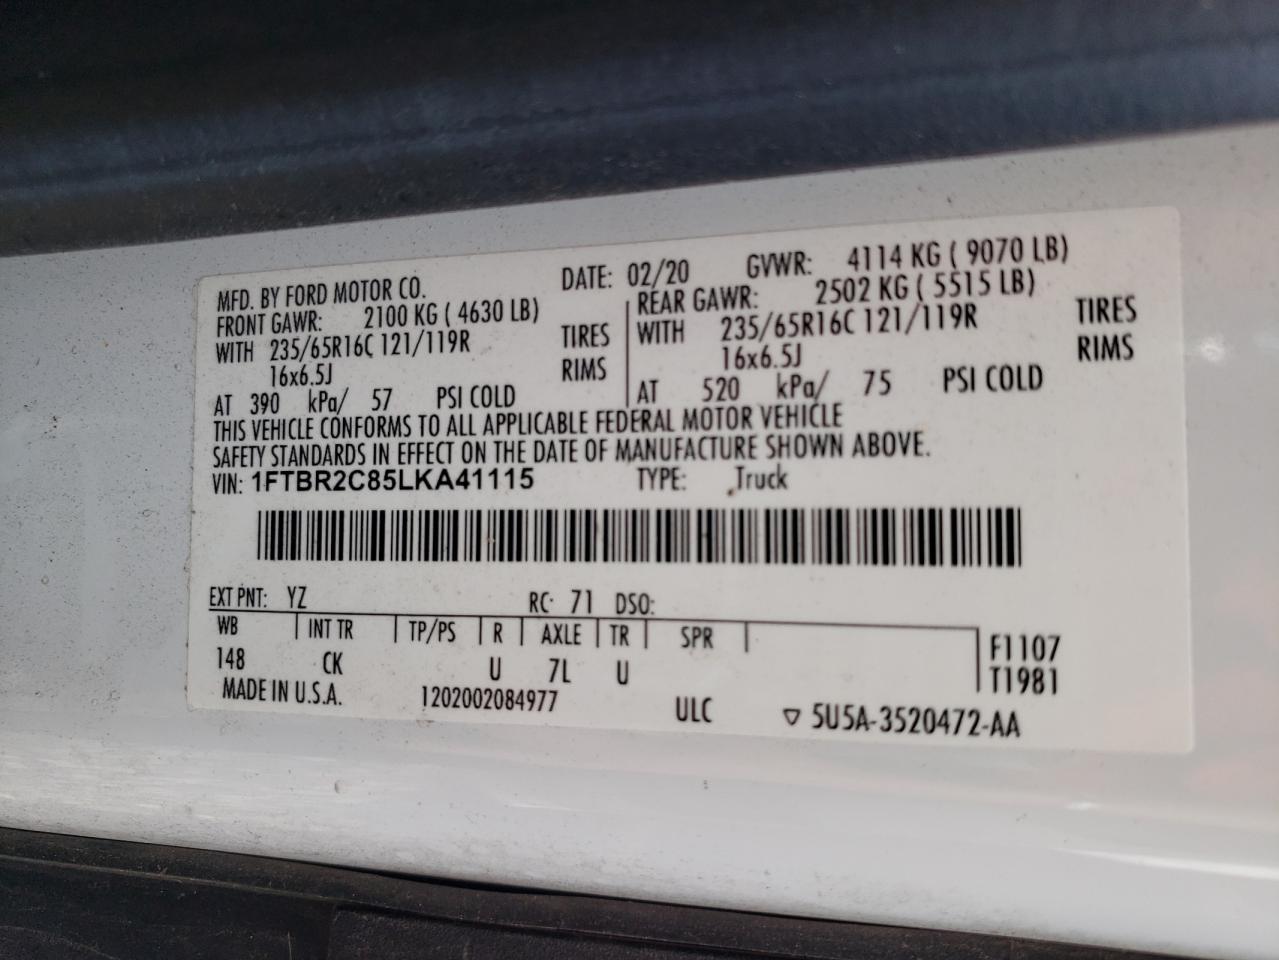 MFD. BY FORD MOTOR CO. DATE: 02/20 GVWR: 4114 KG ( 9070 LB)
FRONT GAWR: 2100 KG ( 4630 LB) REAR GAWR: 2502 KG ( 5515 LB)
WITH 235/65R16C 121/119R TIRES WITH 235/65R16C 121/119R TIRES
16x6.5J RIMS 16x6.5J RIMS
AT 390 kPa/ 57 PSI COLD AT 520 kPa/ 75 PSI COLD
THIS VEHICLE CONFORMS TO ALL APPLICABLE FEDERAL MOTOR VEHICLE
SAFETY STANDARDS IN EFFECT ON THE DATE OF MANUFACTURE SHOWN ABOVE.
VIN: 1FTBR2C85LKA41115 TYPE: Truck
EXT PNT: YZ RC: 71 DSO:
WB INT TR TP/PS R AXLE TR SPR F1107
148 CK U 7L U T1981
MADE IN U.S.A. 1202002084977 ULC ▽ 5U5A-3520472-AA